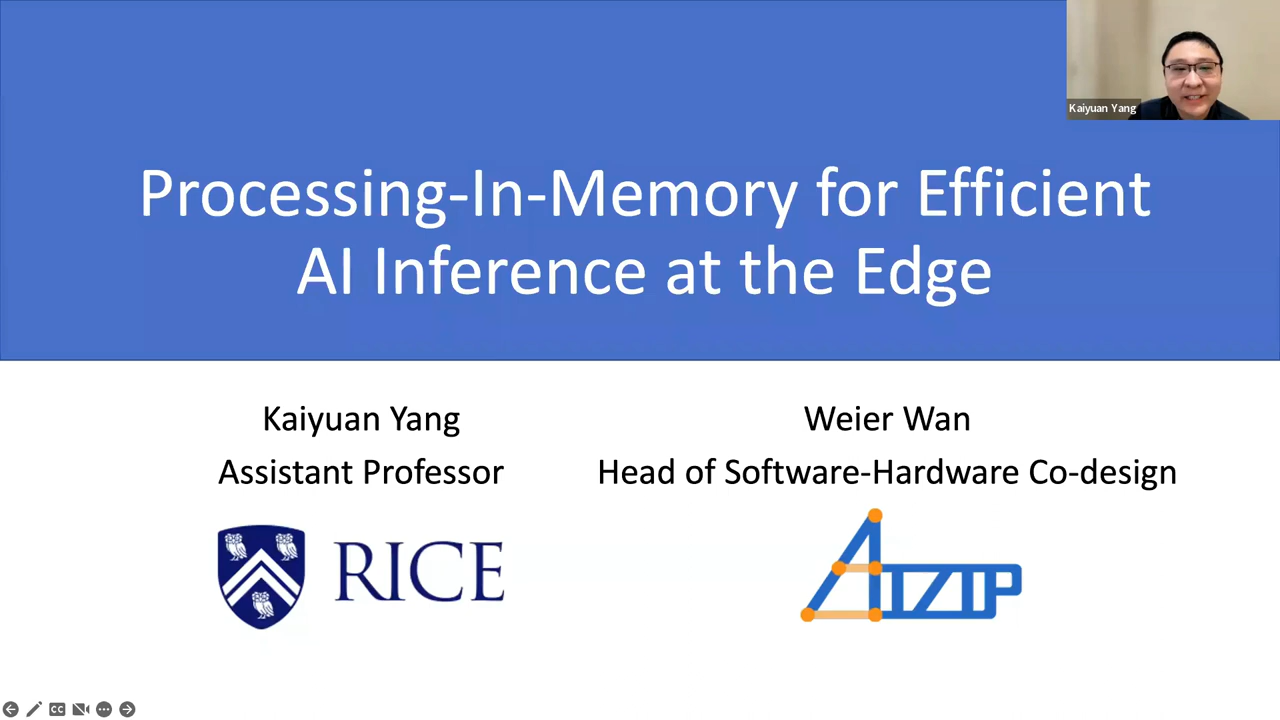 Kaiyuan Yang
Processing-In-Memory for Efficient
AI Inference at the Edge
Kaiyuan Yang
Assistant Professor
RICE
Weier Wan
Head of Software-Hardware Co-design
AIZIP
CC